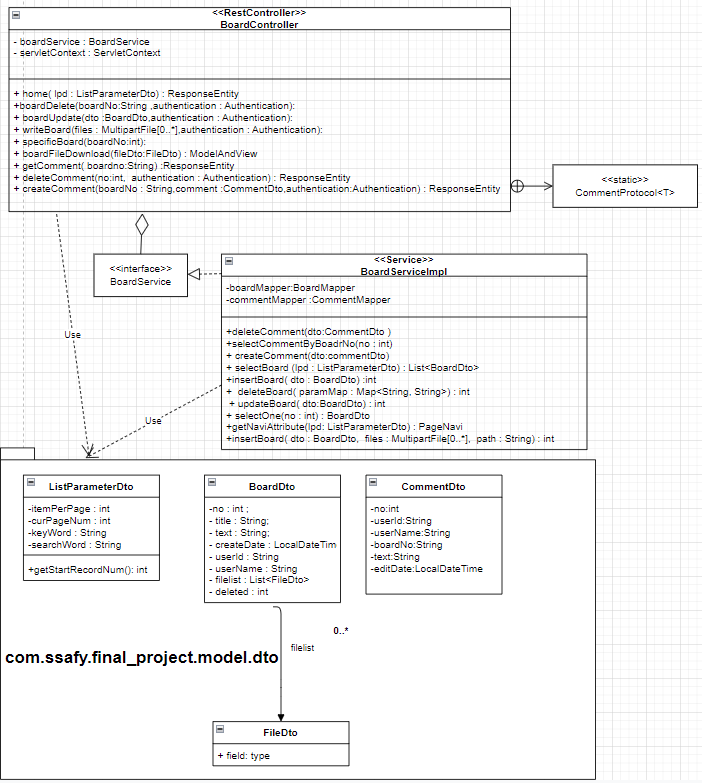 <<RestController>>
BoardController
- boardService : BoardService
- servletContext : ServletContext
+ home( lpd : ListParameterDto) : ResponseEntity
+boardDelete(boardNo:String ,authentication : Authentication):
+ boardUpdate(dto :BoardDto,authentication : Authentication):
+ writeBoard(files : MultipartFile[0..*],authentication : Authentication):
+ specificBoard(boardNo:int):
+ boardFileDownload(fileDto:FileDto) : ModelAndView
+ getComment( boardno:String) :ResponseEntity
+ deleteComment(no:int, authentication : Authentication) : ResponseEntity
+ createComment(boardNo : String,comment :CommentDto,authentication:Authentication) : ResponseEntity
<<static>>
CommentProtocol<T>
<<interface>>
BoardService
<<Service>>
BoardServiceImpl
-boardMapper:BoardMapper
-commentMapper :CommentMapper
+deleteComment(dto:CommentDto )
+selectCommentByBoadrNo(no : int)
+ createComment(dto:commentDto)
+ selectBoard (lpd : ListParameterDto) : List<BoardDto>
+insertBoard( dto : BoardDto) :int
+ deleteBoard( paramMap : Map<String, String>) : int
+ updateBoard( dto:BoardDto) : int
+ selectOne(no : int) : BoardDto
+getNaviAttribute(lpd: ListParameterDto) : PageNavi
+insertBoard( dto : BoardDto, files : MultipartFile[0..*], path : String) : int
Use
Use
ListParameterDto
-itemPerPage : int
-curPageNum : int
-keyWord : String
-searchWord : String
+getStartRecordNum(): int
BoardDto
-no : int ;
- title : String;
- text : String;
- createDate : LocalDateTim
- userId : String
- userName : String
- filelist : List<FileDto>
- deleted : int
CommentDto
-no:int
-userId:String
-userName:String
-boardNo:String
-text:String
-editDate:LocalDateTime
0..*
filelist
com.ssafy.final_project.model.dto
FileDto
+ field: type